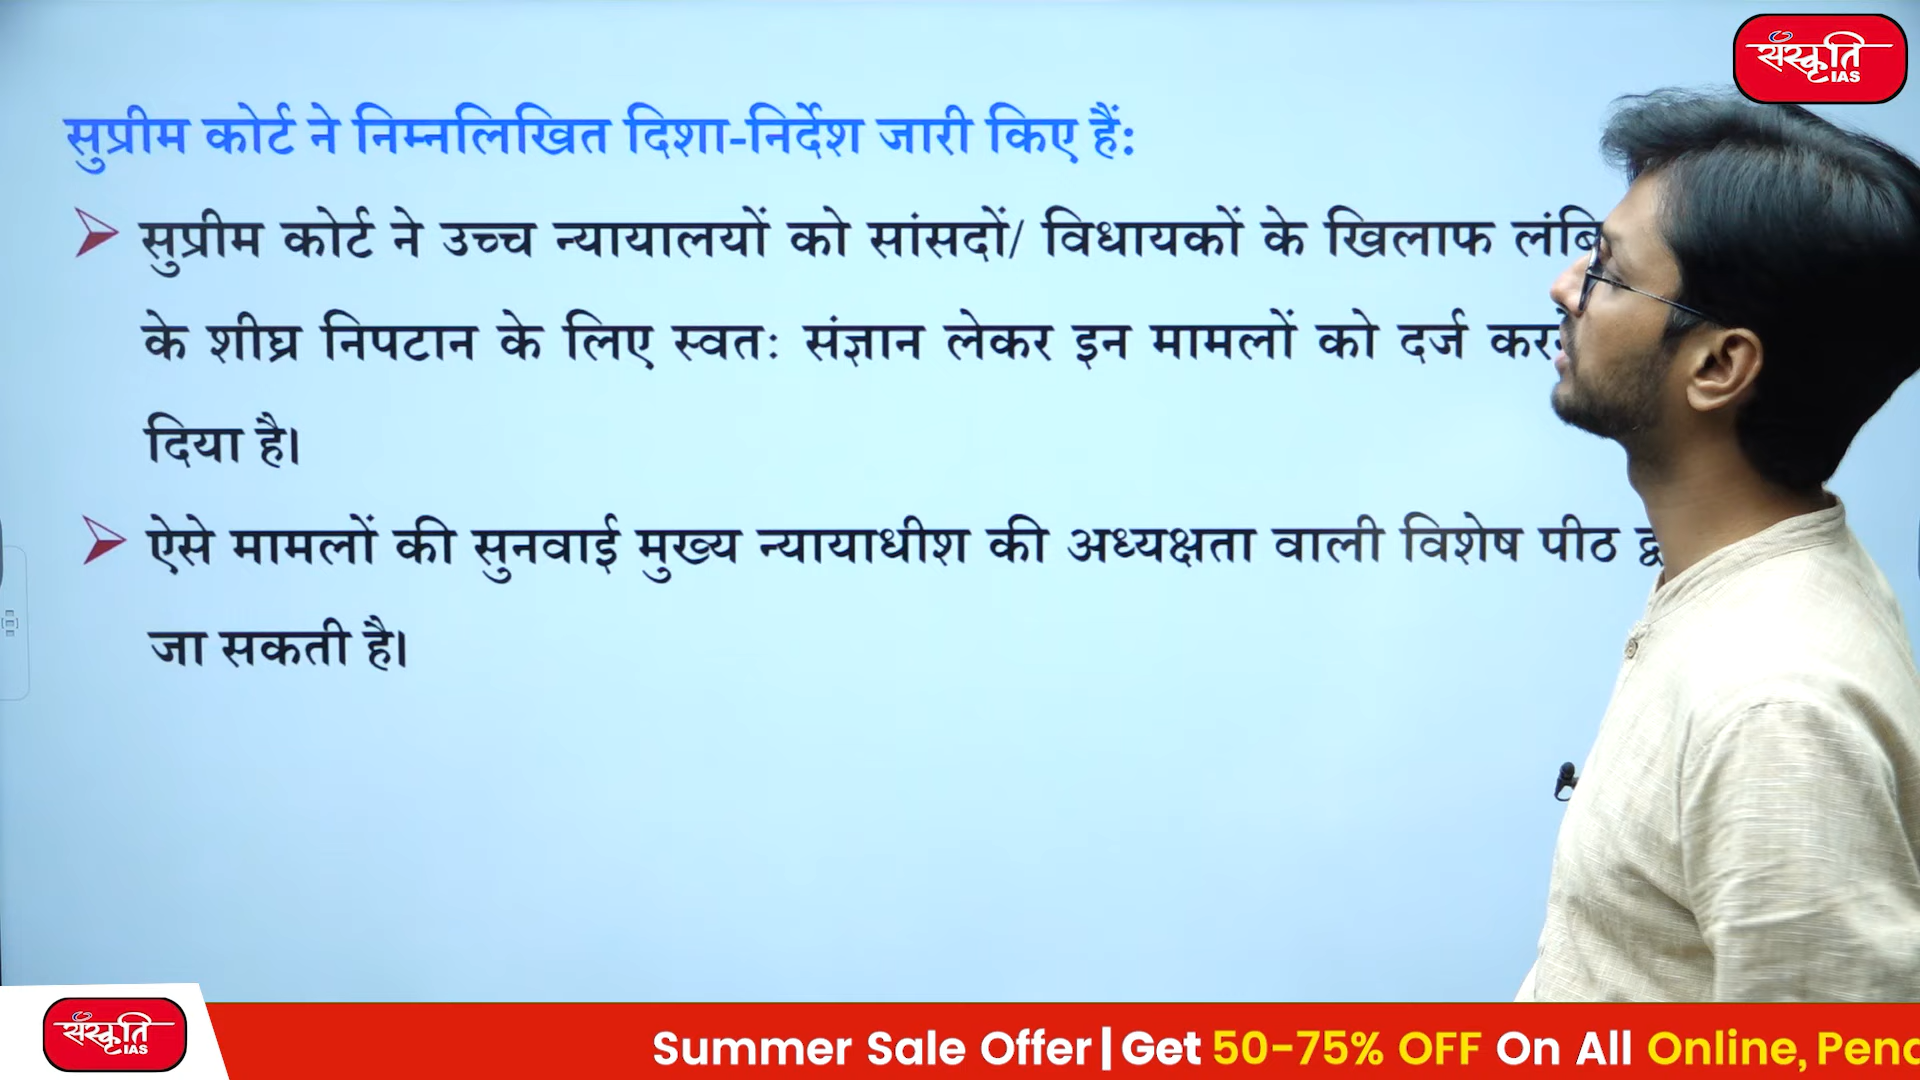 संस्कृति
IAS
सुप्रीम कोर्ट ने निम्नलिखित दिशा-निर्देश जारी किए हैं:
सुप्रीम कोर्ट ने उच्च न्यायालयों को सांसदों/ विधायकों के खिलाफ
के शीघ्र निपटान के लिए स्वतः संज्ञान लेकर इन मामलों को दर्ज
दिया है।
ऐसे मामलों की सुनवाई मुख्य न्यायाधीश की अध्यक्षता वाली विशेष पीठ
जा सकती है।
संस्कृति
IAS
Summer Sale Offer|Get 50-75% OFF On All Online,